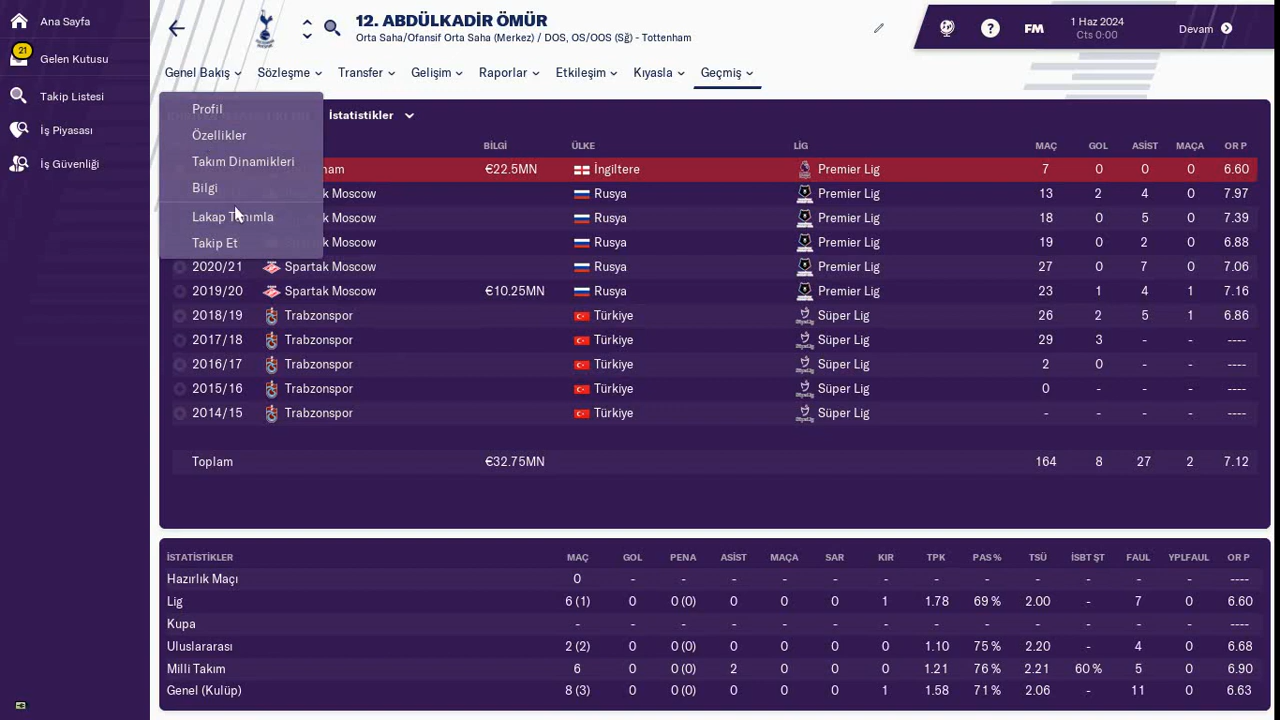 Ana Sayfa
21
Gelen Kutusu
Takip Listesi
İş Piyasası
İş Güvenliği
12. ABDÜLKADİR ÖMÜR
Orta Saha/Ofansif Orta Saha (Merkez) / DOS, OS/OOS (Sğ) - Tottenham
? FM
1 Haz 2024
Cts 0:00
Devam
Genel Bakış Sözleşme Transfer Gelişim Raporlar Etkileşim Kıyasla Geçmiş
Profil
Özellikler
Takım Dinamikleri
Bilgi
Lakap Tanımla
Takip Et
İstatistikler
BİLGİ ÜLKE LİG MAÇ GOL ASİST MAÇA OR P
ham €22.5MN İngiltere Premier Lig 7 0 0 0 6.60
k Moscow Rusya Premier Lig 13 2 4 0 7.97
k Moscow Rusya Premier Lig 18 0 5 0 7.39
k Moscow Rusya Premier Lig 19 0 2 0 6.88
2020/21 Spartak Moscow Rusya Premier Lig 27 0 7 0 7.06
2019/20 Spartak Moscow €10.25MN Rusya Premier Lig 23 1 4 1 7.16
2018/19 Trabzonspor Türkiye Süper Lig 26 2 5 1 6.86
2017/18 Trabzonspor Türkiye Süper Lig 29 3 - - ----
2016/17 Trabzonspor Türkiye Süper Lig 2 0 - - ----
2015/16 Trabzonspor Türkiye Süper Lig 0 - - - ----
2014/15 Trabzonspor Türkiye Süper Lig - - - - ----
Toplam €32.75MN 164 8 27 2 7.12
İSTATİSTİKLER MAÇ GOL PENA ASİST MAÇA SAR KIR TPK PAS % TSÜ İSBT ŞT FAUL YPLFAUL OR P
Hazırlık Maçı 0 - - - - - - - - - - - - ----
Lig 6 (1) 0 0 (0) 0 0 0 1 1.78 69 % 2.00 - 7 0 6.60
Kupa - - - - - - - - - - - - - ----
Uluslararası 2 (2) 0 0 (0) 0 0 0 0 1.10 75 % 2.20 - 4 0 6.68
Milli Takım 6 0 0 (0) 2 0 0 0 1.21 76 % 2.21 60 % 5 0 6.90
Genel (Kulüp) 8 (3) 0 0 (0) 0 0 0 1 1.58 71 % 2.06 - 11 0 6.63